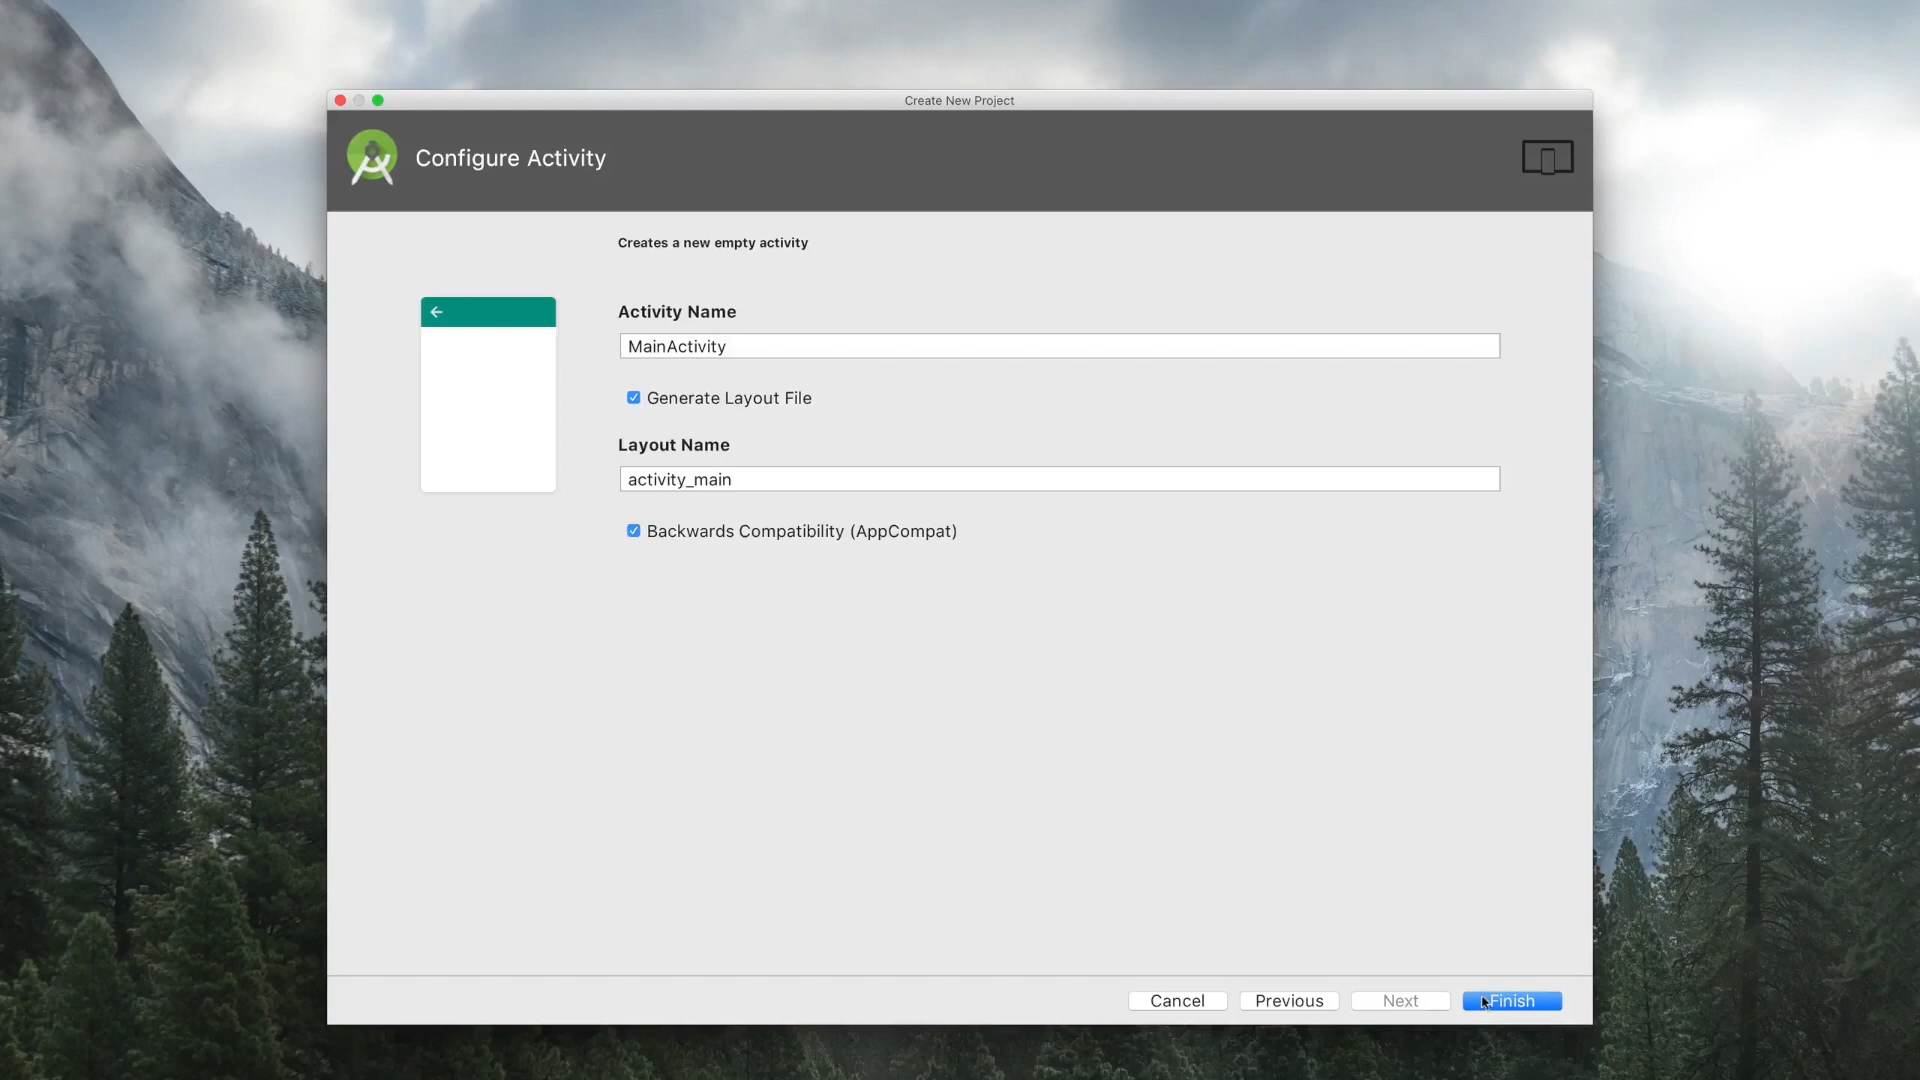 Create New Project
Configure Activity
Creates a new empty activity
Activity Name
MainActivity
Generate Layout File
Layout Name
activity_main
Backwards Compatibility (AppCompat)
Cancel Previous Next Finish